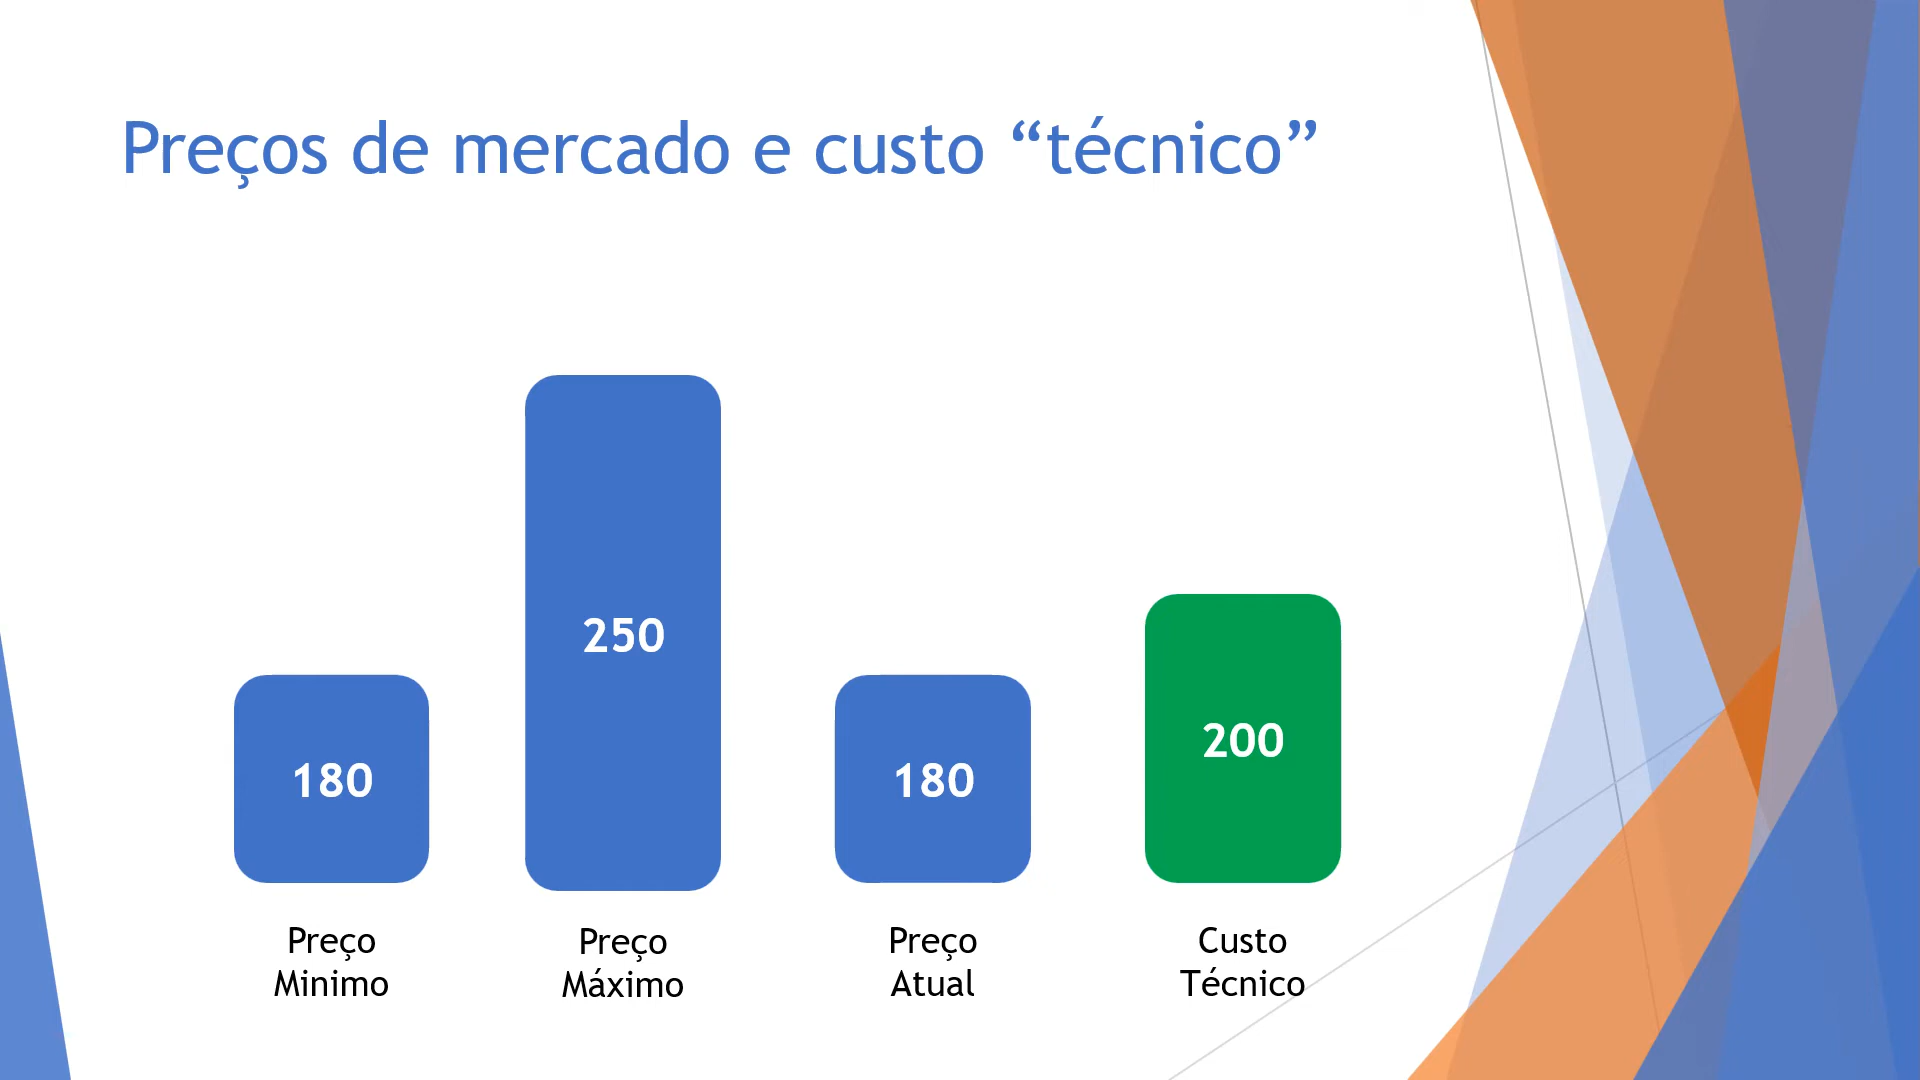 Preços de mercado e custo “técnico”
250
200
180
180
Preço
Minimo
Preço
Máximo
Preço
Atual
Custo
Técnico